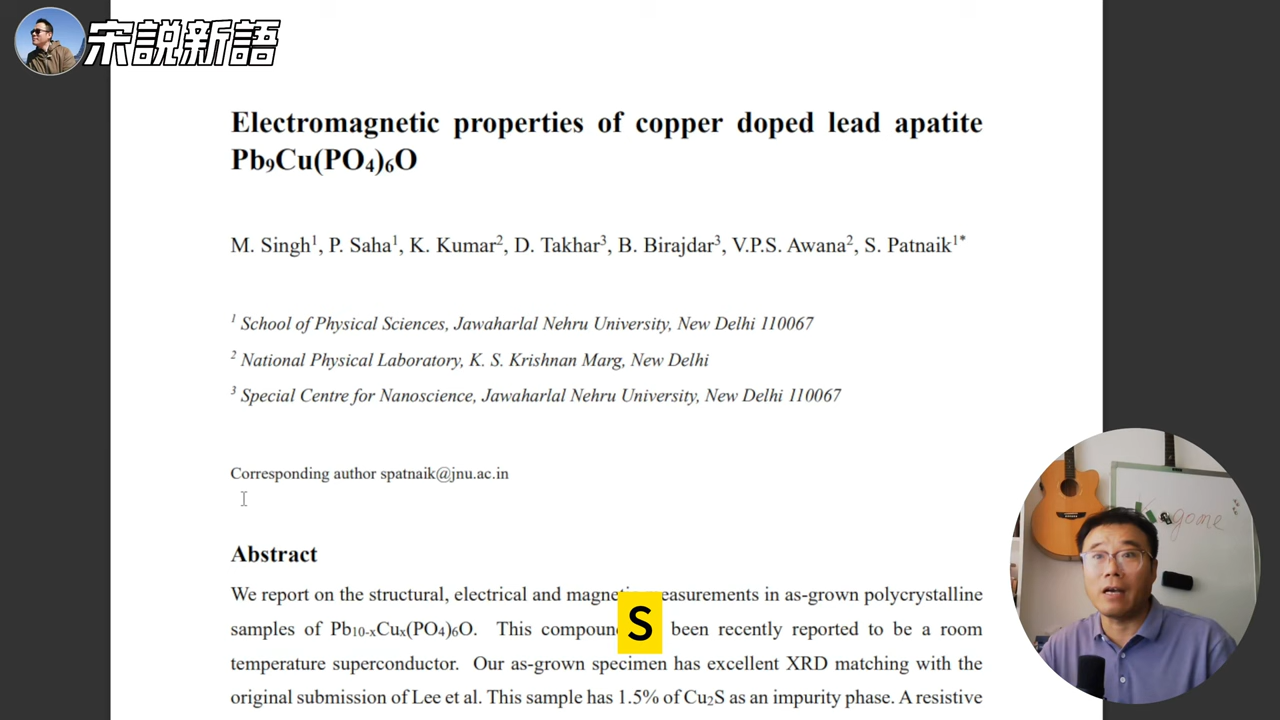 宋説新語
Electromagnetic properties of copper doped lead apatite
Pb₉Cu(PO₄)₆O
M. Singh¹, P. Saha¹, K. Kumar², D. Takhar³, B. Birajdar³, V.P.S. Awana², S. Patnaik¹*
¹ School of Physical Sciences, Jawaharlal Nehru University, New Delhi 110067
² National Physical Laboratory, K. S. Krishnan Marg, New Delhi
³ Special Centre for Nanoscience, Jawaharlal Nehru University, New Delhi 110067
Corresponding author spatnaik@jnu.ac.in
Abstract
We report on the structural, electrical and measurements in as-grown polycrystalline
samples of Pb₁₀₋ₓCuₓ(PO₄)₆O. This S been recently reported to be a room
temperature superconductor. Our as-grown specimen has excellent XRD matching with the
original submission of Lee et al. This sample has 1.5% of Cu₂S as an impurity phase. A resistive